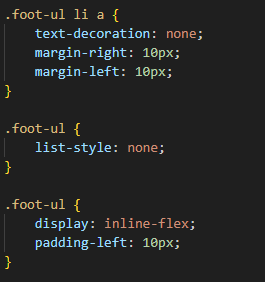 .foot-ul li a {
    text-decoration: none;
    margin-right: 10px;
    margin-left: 10px;
}

.foot-ul {
    list-style: none;
}

.foot-ul {
    display: inline-flex;
    padding-left: 10px;
}